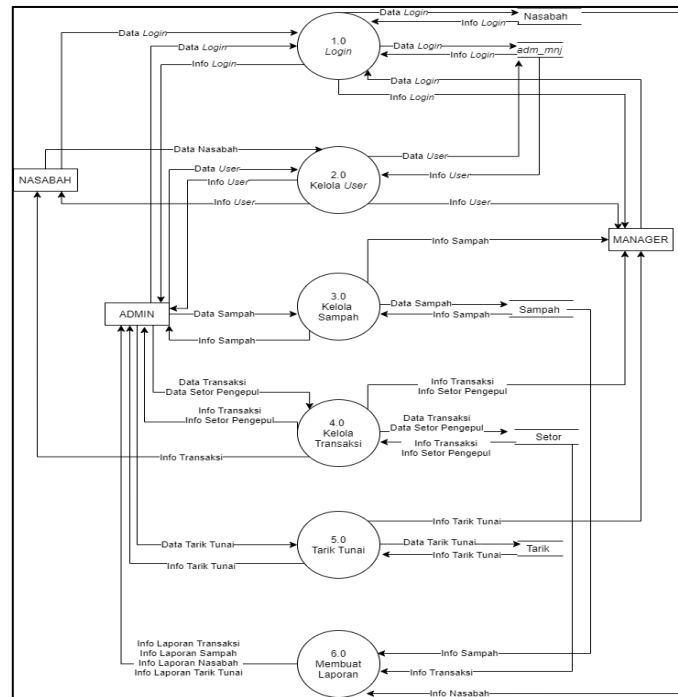 Data Login
Nasabah
Info Login
Data Login
1.0
Login
Data Login
Data Login
adm_mnj
Info Login
Info Login
Data Login
Info Login
Data Nasabah
Data User
Data User
2.0
Kelola User
NASABAH
Info User
Info User
Info User
Info User
MANAGER
Info Sampah
3.0
Kelola
Sampah
ADMIN
Data Sampah
Data Sampah
Sampah
Info Sampah
Info Sampah
Data Transaksi
Data Setor Pengepul
Info Transaksi
Info Setor Pengepul
Info Transaksi
Info Setor Pengepul
4.0
Kelola
Transaksi
Data Transaksi
Data Setor Pengepul
Setor
Info Transaksi
Info Setor Pengepul
Info Transaksi
Info Tarik Tunai
5.0
Tarik Tunai
Data Tarik Tunai
Data Tarik Tunai
Tarik
Info Tarik Tunai
Info Tarik Tunai
Info Laporan Transaksi
Info Laporan Sampah
Info Laporan Nasabah
Info Laporan Tarik Tunai
6.0
Membuat
Laporan
Info Sampah
Info Transaksi
Info Nasabah